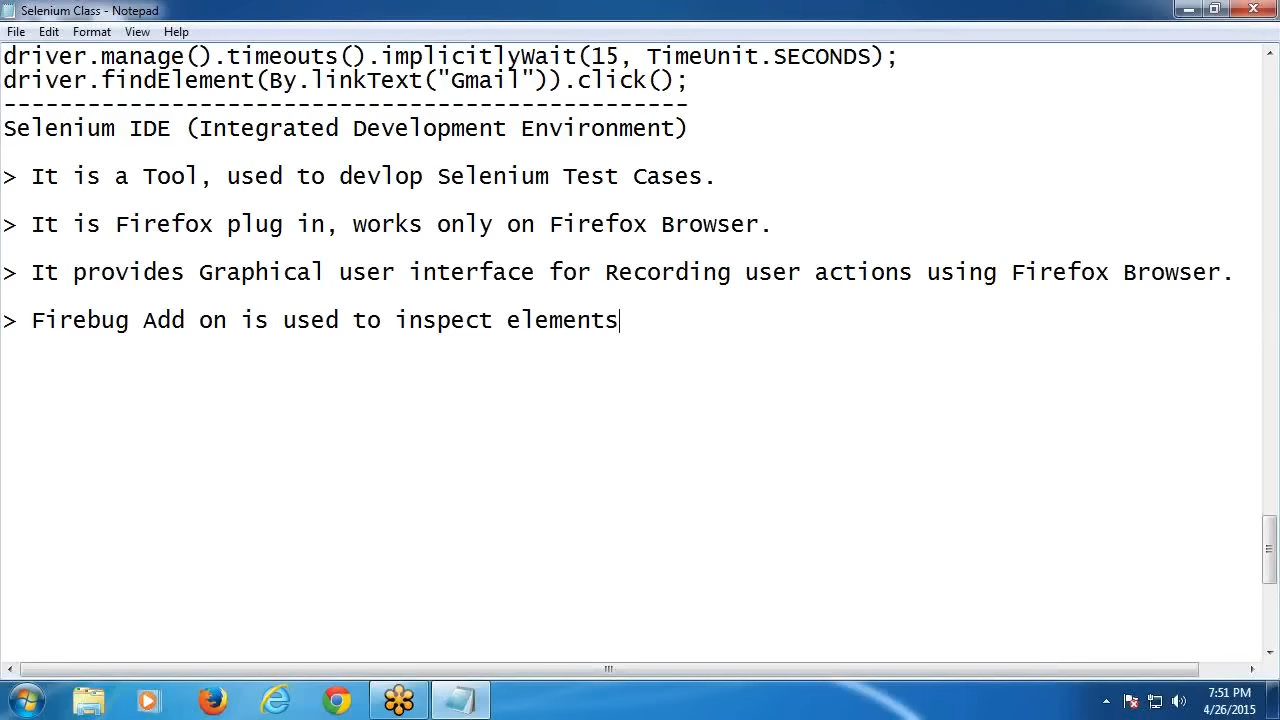 Selenium Class - Notepad
File Edit Format View Help
driver.manage().timeouts().implicitlyWait(15, TimeUnit.SECONDS);
driver.findElement(By.linkText("Gmail")).click();
-------------------------------------------------
Selenium IDE (Integrated Development Environment)
> It is a Tool, used to devlop Selenium Test Cases.
> It is Firefox plug in, works only on Firefox Browser.
> It provides Graphical user interface for Recording user actions using Firefox Browser.
> Firebug Add on is used to inspect elements
7:51 PM
4/26/2015